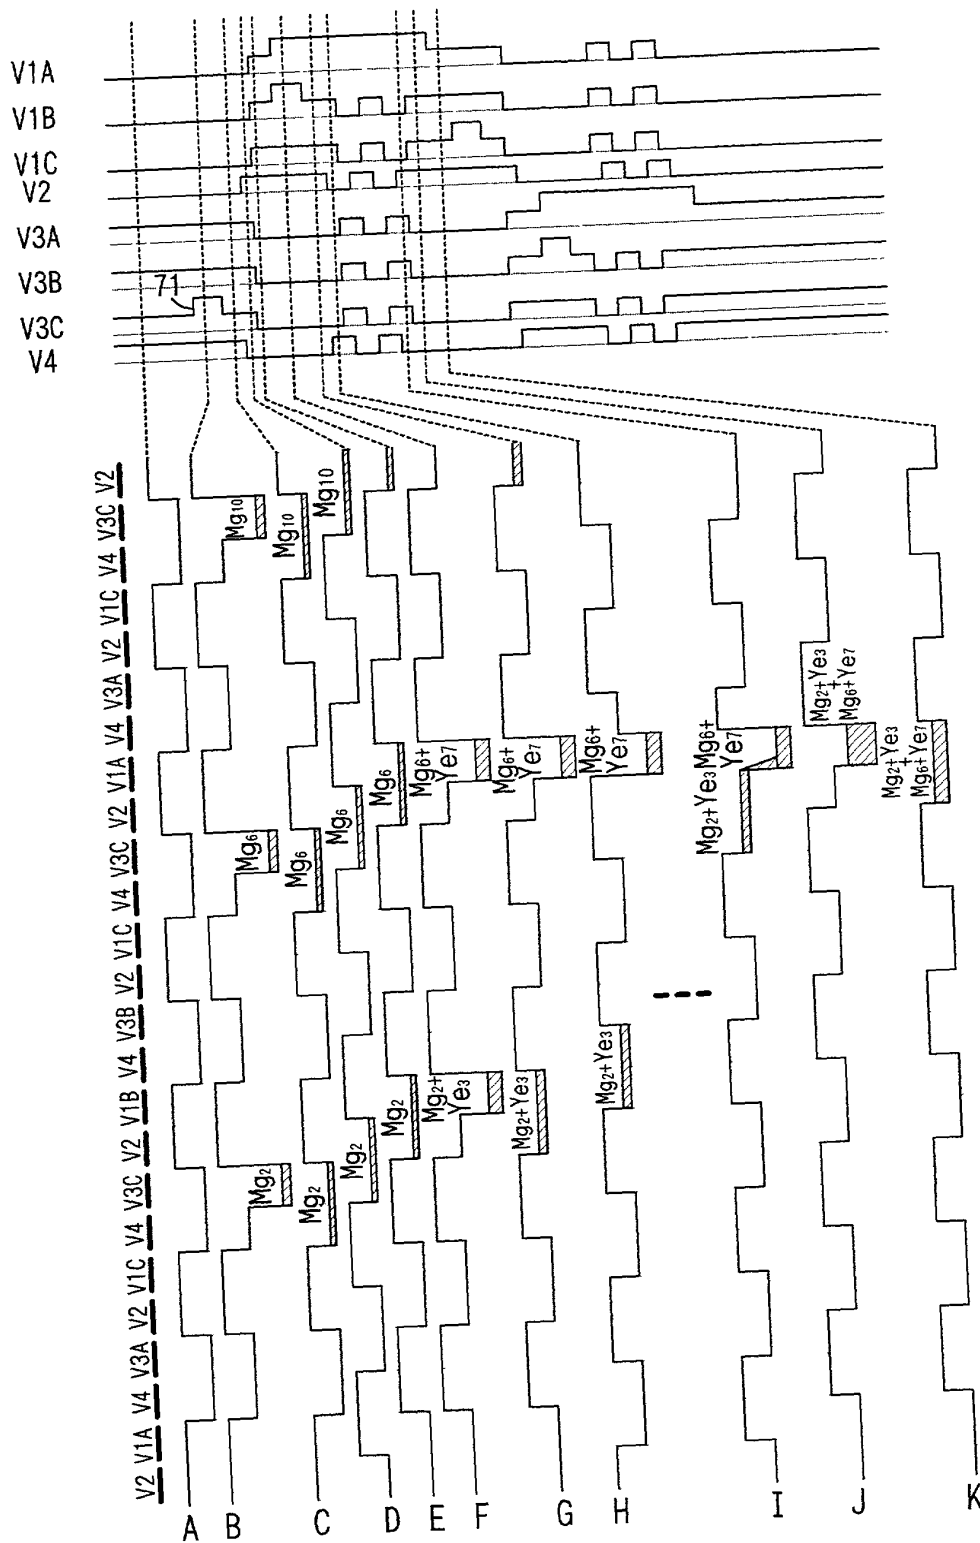 V1A
V1B
V1C
V2
V3A
V3B
71
V3C
V4
V2 V1A V4 V3A V2 V1C V4 V3C V2 V1B V4 V3B V2 V1C V4 V3C V2 V1A V4 V3A V2 V1C V4 V3C V2
Mg10
Mg10
Mg10
Mg6
Mg6
Mg6
Mg6
Mg2
Mg2
Mg2
Mg2
Mg6+
Ye7
Mg6+
Ye7
Mg6+
Ye7
Mg6+
Ye7
Mg2+
Ye3
Mg2+Ye3
Mg2+Ye3
Mg2+Ye3
Mg2+Ye3
+
Mg6+Ye7
Mg2+Ye3
+
Mg6+Ye7
A
B
C
D
E
F
G
H
I
J
K